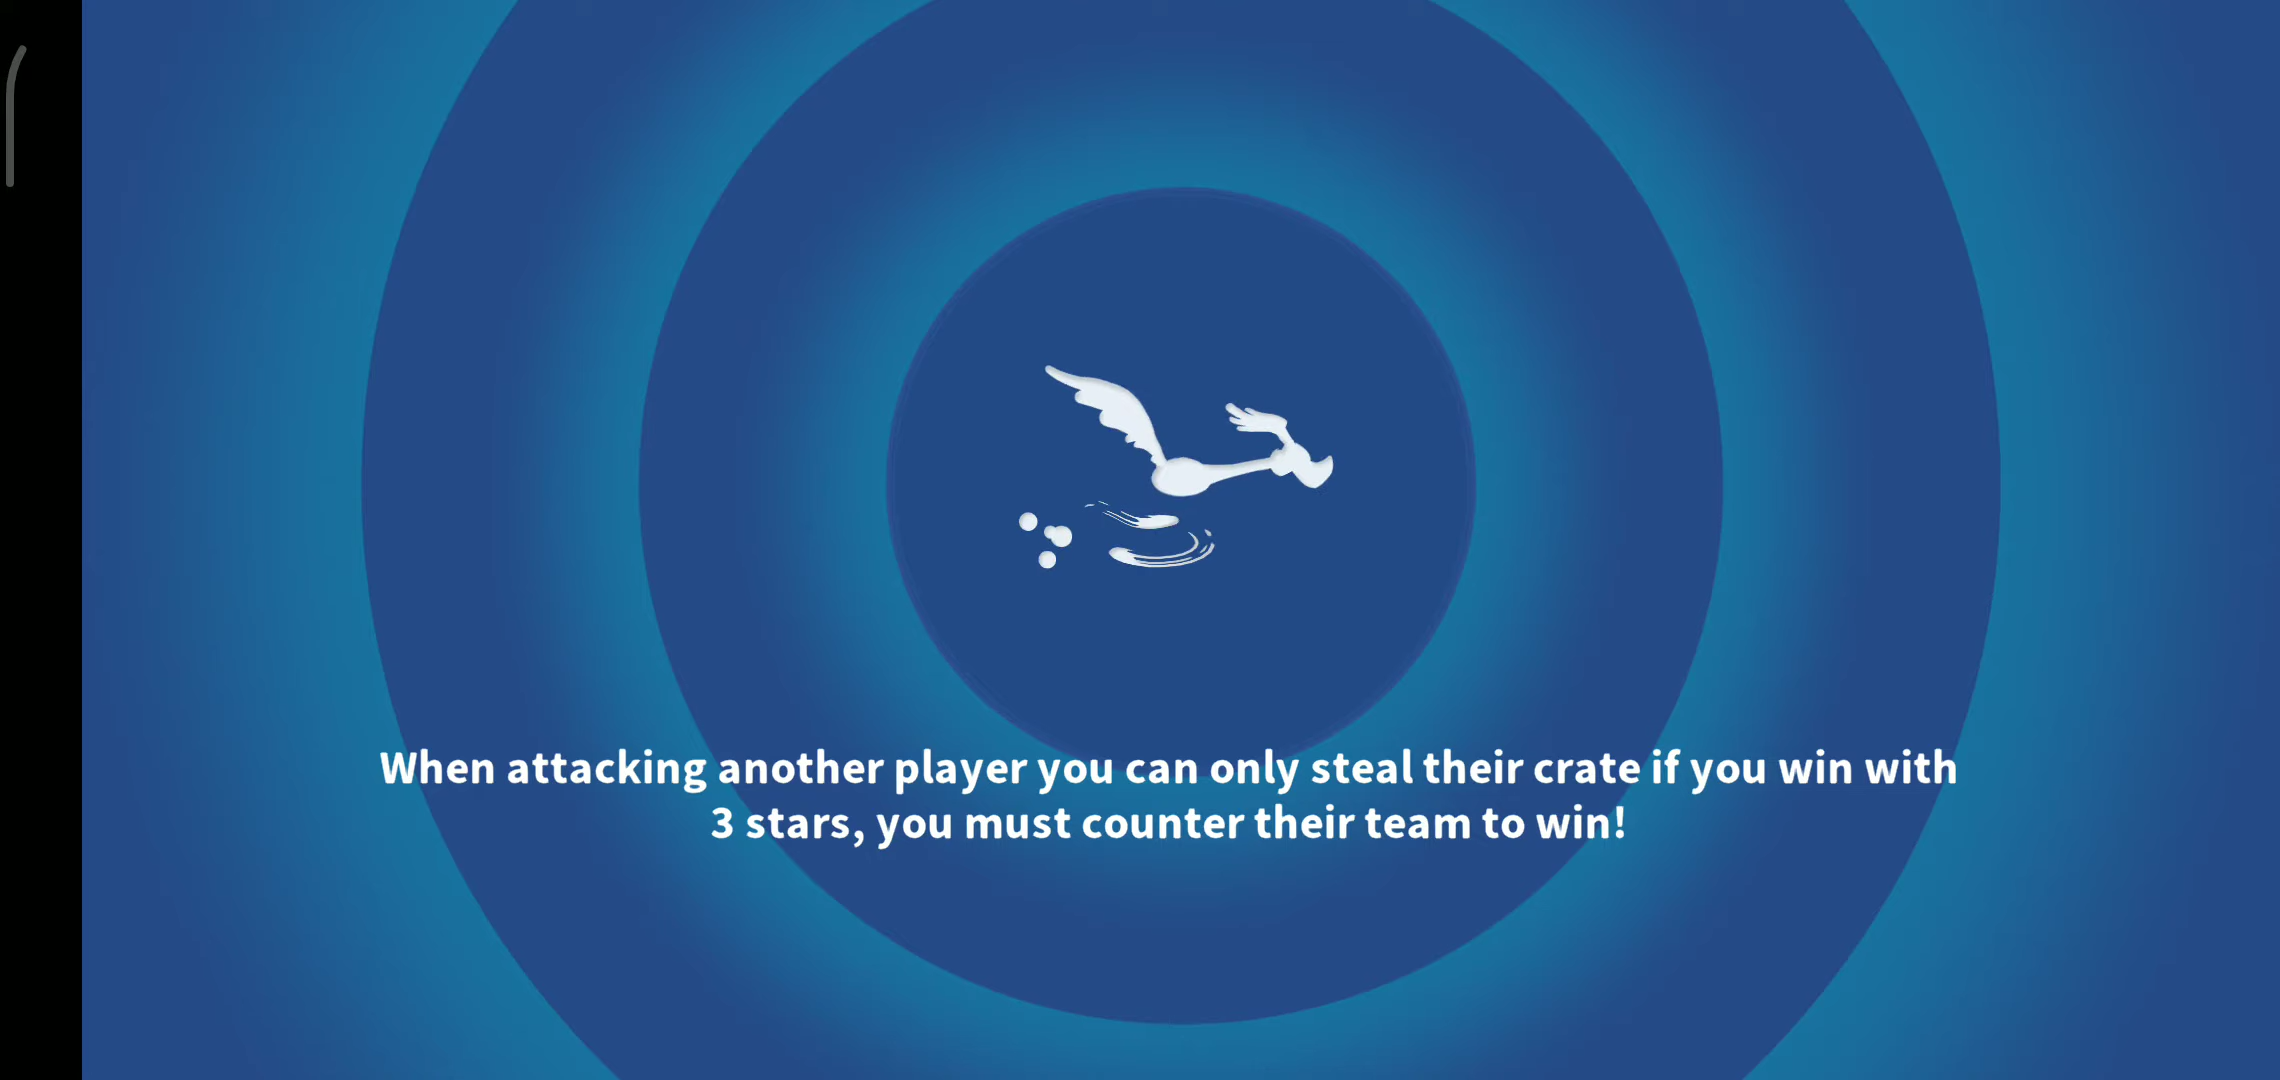 When attacking another player you can only steal their crate if you win with
3 stars, you must counter their team to win!